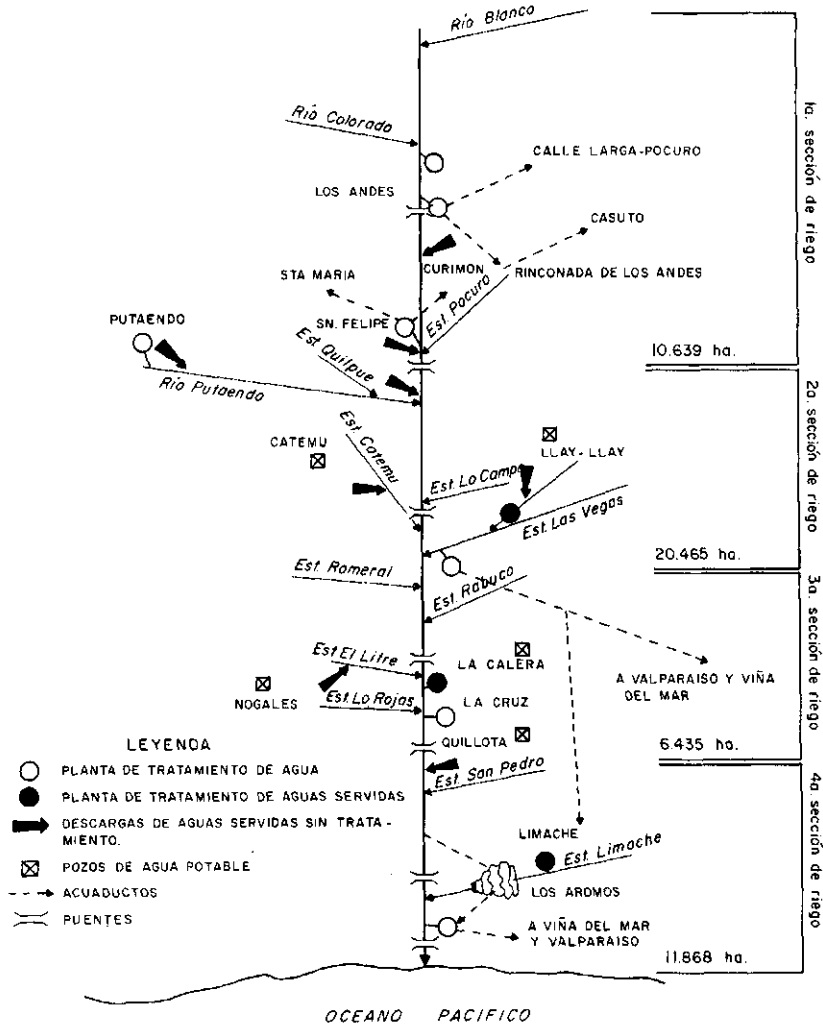 Río Blanco
Río Colorado
CALLE LARGA-POCURO
LOS ANDES
CASUTO
1a. sección de riego
STA MARIA
CURIMON
RINCONADA DE LOS ANDES
PUTAENDO
SN. FELIPE
Est. Pocuro
10.639 ha.
Est. Quilpue
Río Putaendo
CATEMU
Est. Catemu
LLAY-LLAY
Est. Lo Campo
2a. sección de riego
Est. Las Vegas
20.465 ha.
Est. Romeral
Est. Rabuco
3a. sección de riego
Est El Litre
LA CALERA
A VALPARAISO Y VIÑA
DEL MAR
NOGALES
Est. Lo Rojas
LA CRUZ
QUILLOTA
6.435 ha.
Est. San Pedro
4a. sección de riego
LIMACHE
Est. Limache
LOS AROMOS
A VIÑA DEL MAR
Y VALPARAISO
11.868 ha.
LEYENDA
PLANTA DE TRATAMIENTO DE AGUA
PLANTA DE TRATAMIENTO DE AGUAS SERVIDAS
DESCARGAS DE AGUAS SERVIDAS SIN TRATA-
MIENTO.
POZOS DE AGUA POTABLE
ACUADUCTOS
PUENTES
OCEANO PACIFICO